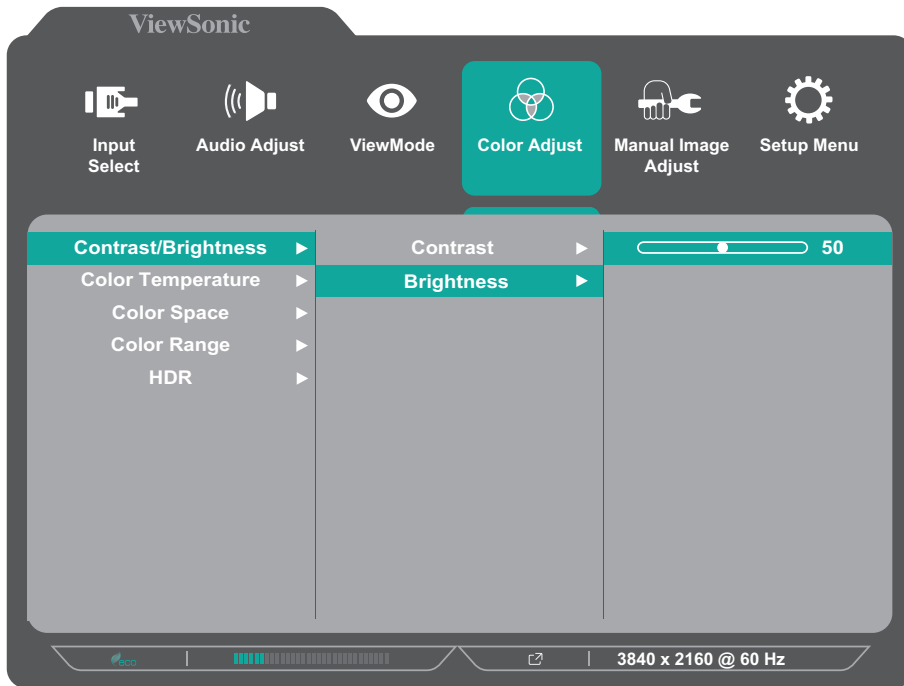 ViewSonic
Input Select
Audio Adjust
ViewMode
Color Adjust
Manual Image Adjust
Setup Menu
Contrast/Brightness
Contrast
50
Color Temperature
Brightness
Color Space
Color Range
HDR
eco
3840 x 2160 @ 60 Hz